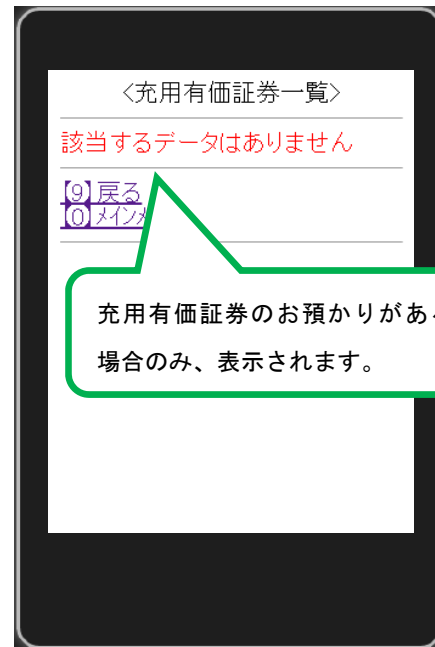 〈充用有価証券一覧〉
該当するデータはありません
【9】戻る
【0】メインメ
充用有価証券のお預かりがあ
場合のみ、表示されます。